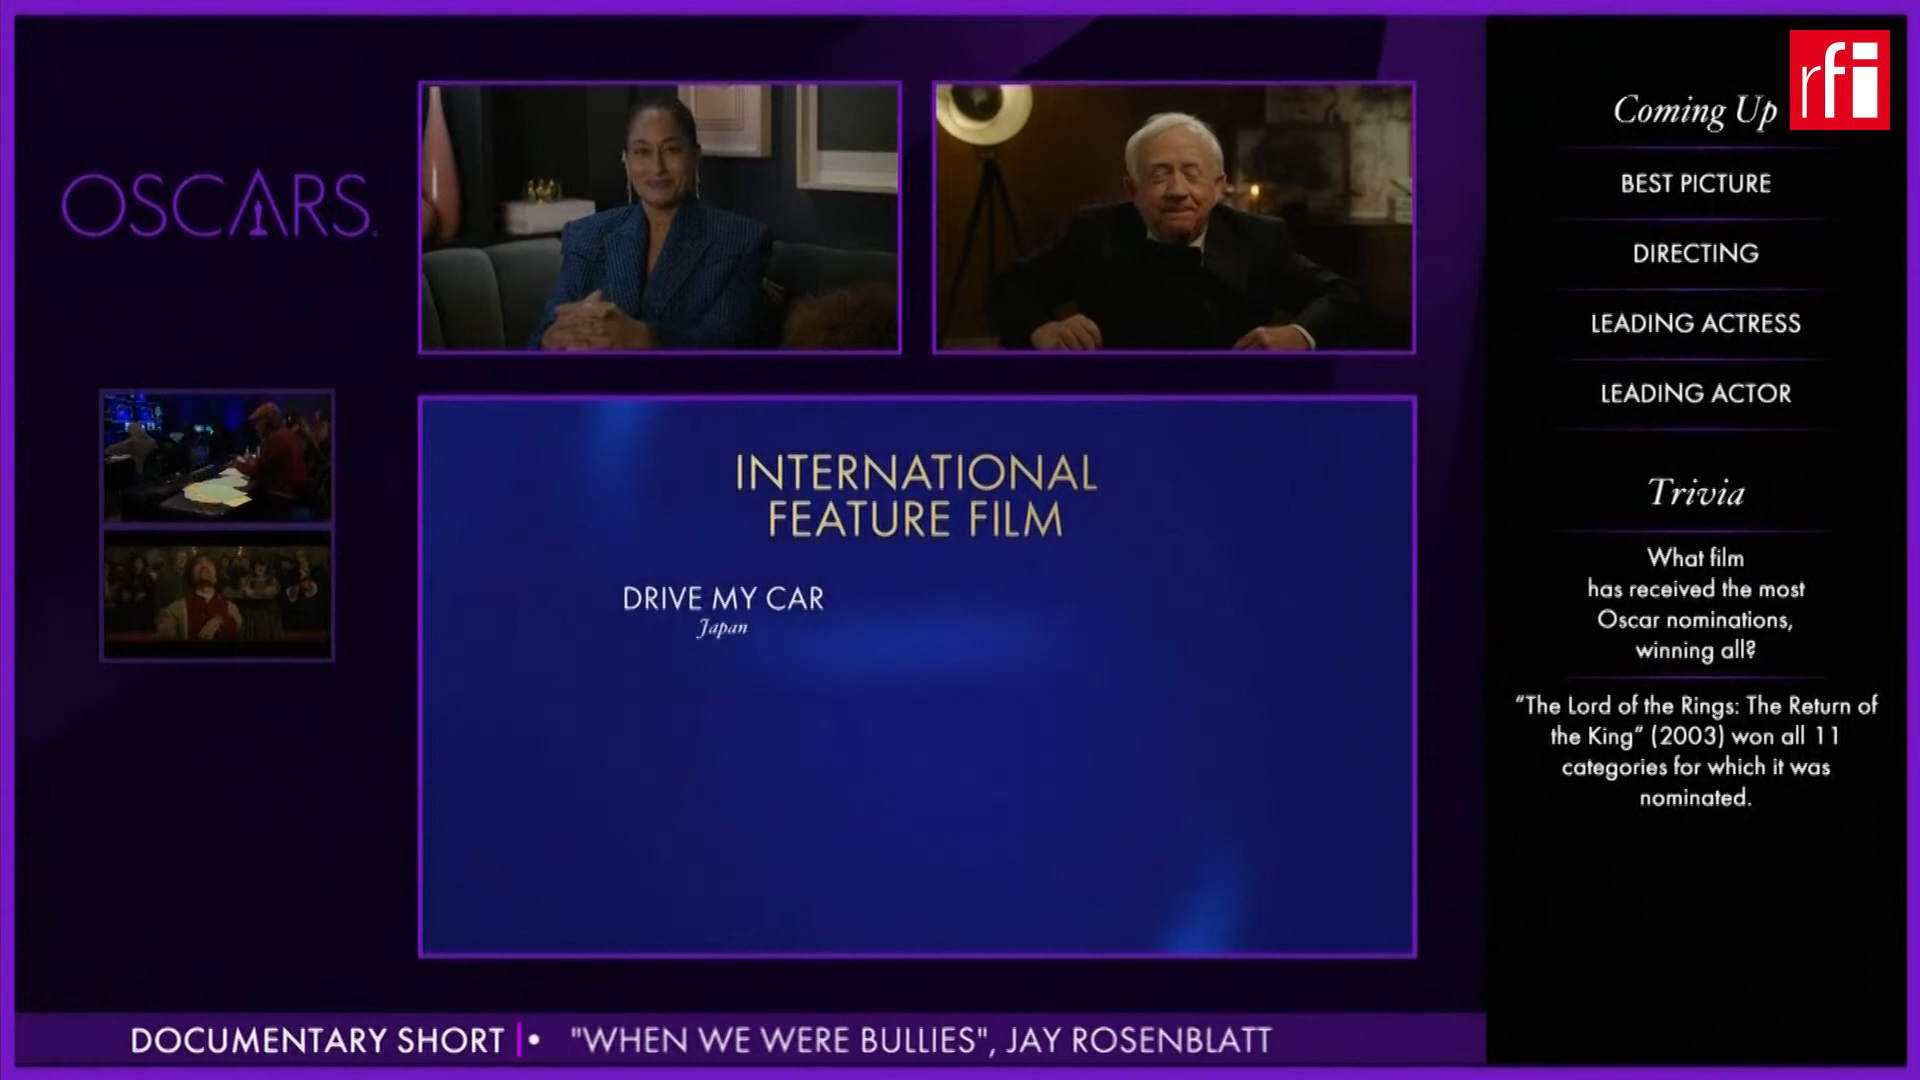 OSCARS.
INTERNATIONAL
FEATURE FILM
DRIVE MY CAR
Japan
DOCUMENTARY SHORT | • "WHEN WE WERE BULLIES", JAY ROSENBLATT
rfi
Coming Up
BEST PICTURE
DIRECTING
LEADING ACTRESS
LEADING ACTOR
Trivia
What film
has received the most
Oscar nominations,
winning all?
“The Lord of the Rings: The Return of
the King” (2003) won all 11
categories for which it was
nominated.